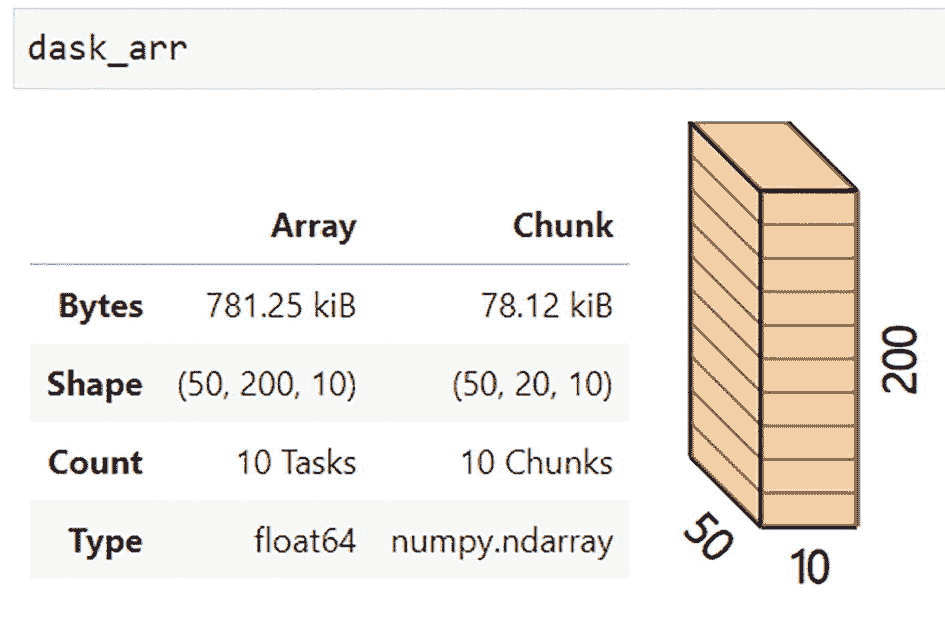 dask_arr
Array Chunk
Bytes 781.25 kiB 78.12 kiB
Shape (50, 200, 10) (50, 20, 10)
Count 10 Tasks 10 Chunks
Type float64 numpy.ndarray
200
50
10